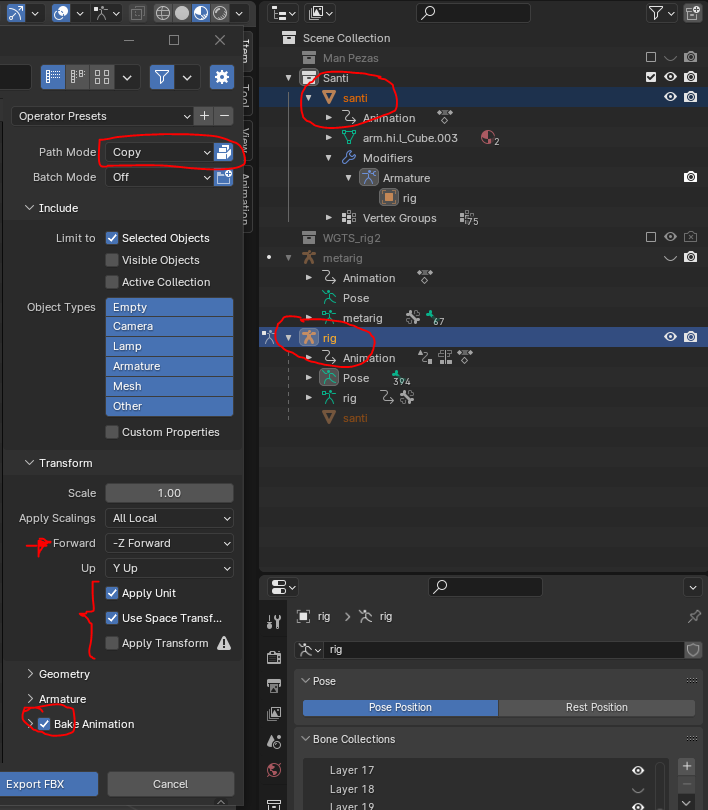 Operator Presets
Path Mode
Copy
Batch Mode
Off
Include
Limit to
Selected Objects
Visible Objects
Active Collection
Object Types
Empty
Camera
Lamp
Armature
Mesh
Other
Custom Properties
Transform
Scale
1.00
Apply Scalings
All Local
Forward
-Z Forward
Up
Y Up
Apply Unit
Use Space Transf...
Apply Transform
Geometry
Armature
Bake Animation
Export FBX
Cancel
Item
Tool
View
Animation
Scene Collection
Man Pezas
Santi
santi
Animation
arm.hi.l_Cube.003
2
Modifiers
Armature
rig
Vertex Groups
75
WGTS_rig2
metarig
Animation
Pose
metarig
67
rig
Animation
Pose
394
rig
santi
rig
rig
rig
Pose
Pose Position
Rest Position
Bone Collections
Layer 17
Layer 18
Layer 19